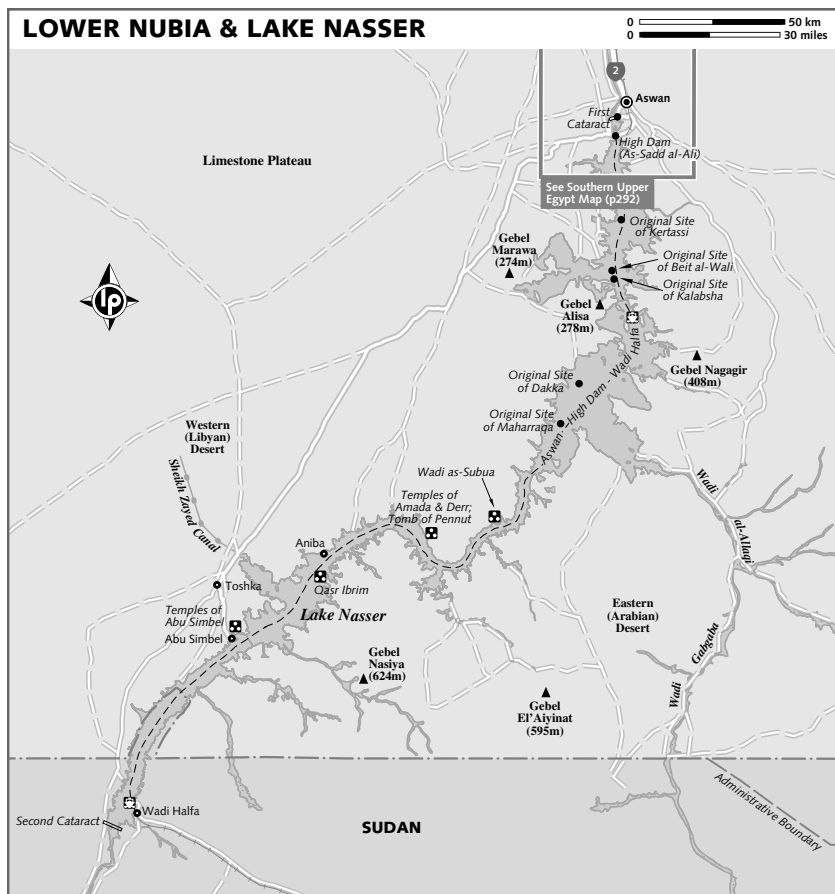 LOWER NUBIA & LAKE NASSER
0 50 km
0 30 miles
2
Aswan
First
Cataract
High Dam
(As-Sadd al-Ali)
Limestone Plateau
See Southern Upper
Egypt Map (p292)
Original Site
of Kertassi
Gebel
Marawa
(274m)
Original Site
of Beit al-Wali
Original Site
of Kalabsha
lp
Gebel
Alisa
(278m)
Gebel Nagagir
(408m)
Original Site
of Dakka
Aswan - High Dam - Wadi Halfa
Original Site
of Maharraqa
Western
(Libyan)
Desert
Sheikh Zayed Canal
Wadi as-Subua
Wadi al-Allaqi
Temples of
Amada & Derr;
Tomb of Pennut
Aniba
Toshka
Qasr Ibrim
Temples of
Abu Simbel
Lake Nasser
Abu Simbel
Eastern
(Arabian)
Desert
Wadi Gabgaba
Gebel
Nasiya
(624m)
Gebel
El'Aiyinat
(595m)
Administrative Boundary
Wadi Halfa
Second Cataract
SUDAN